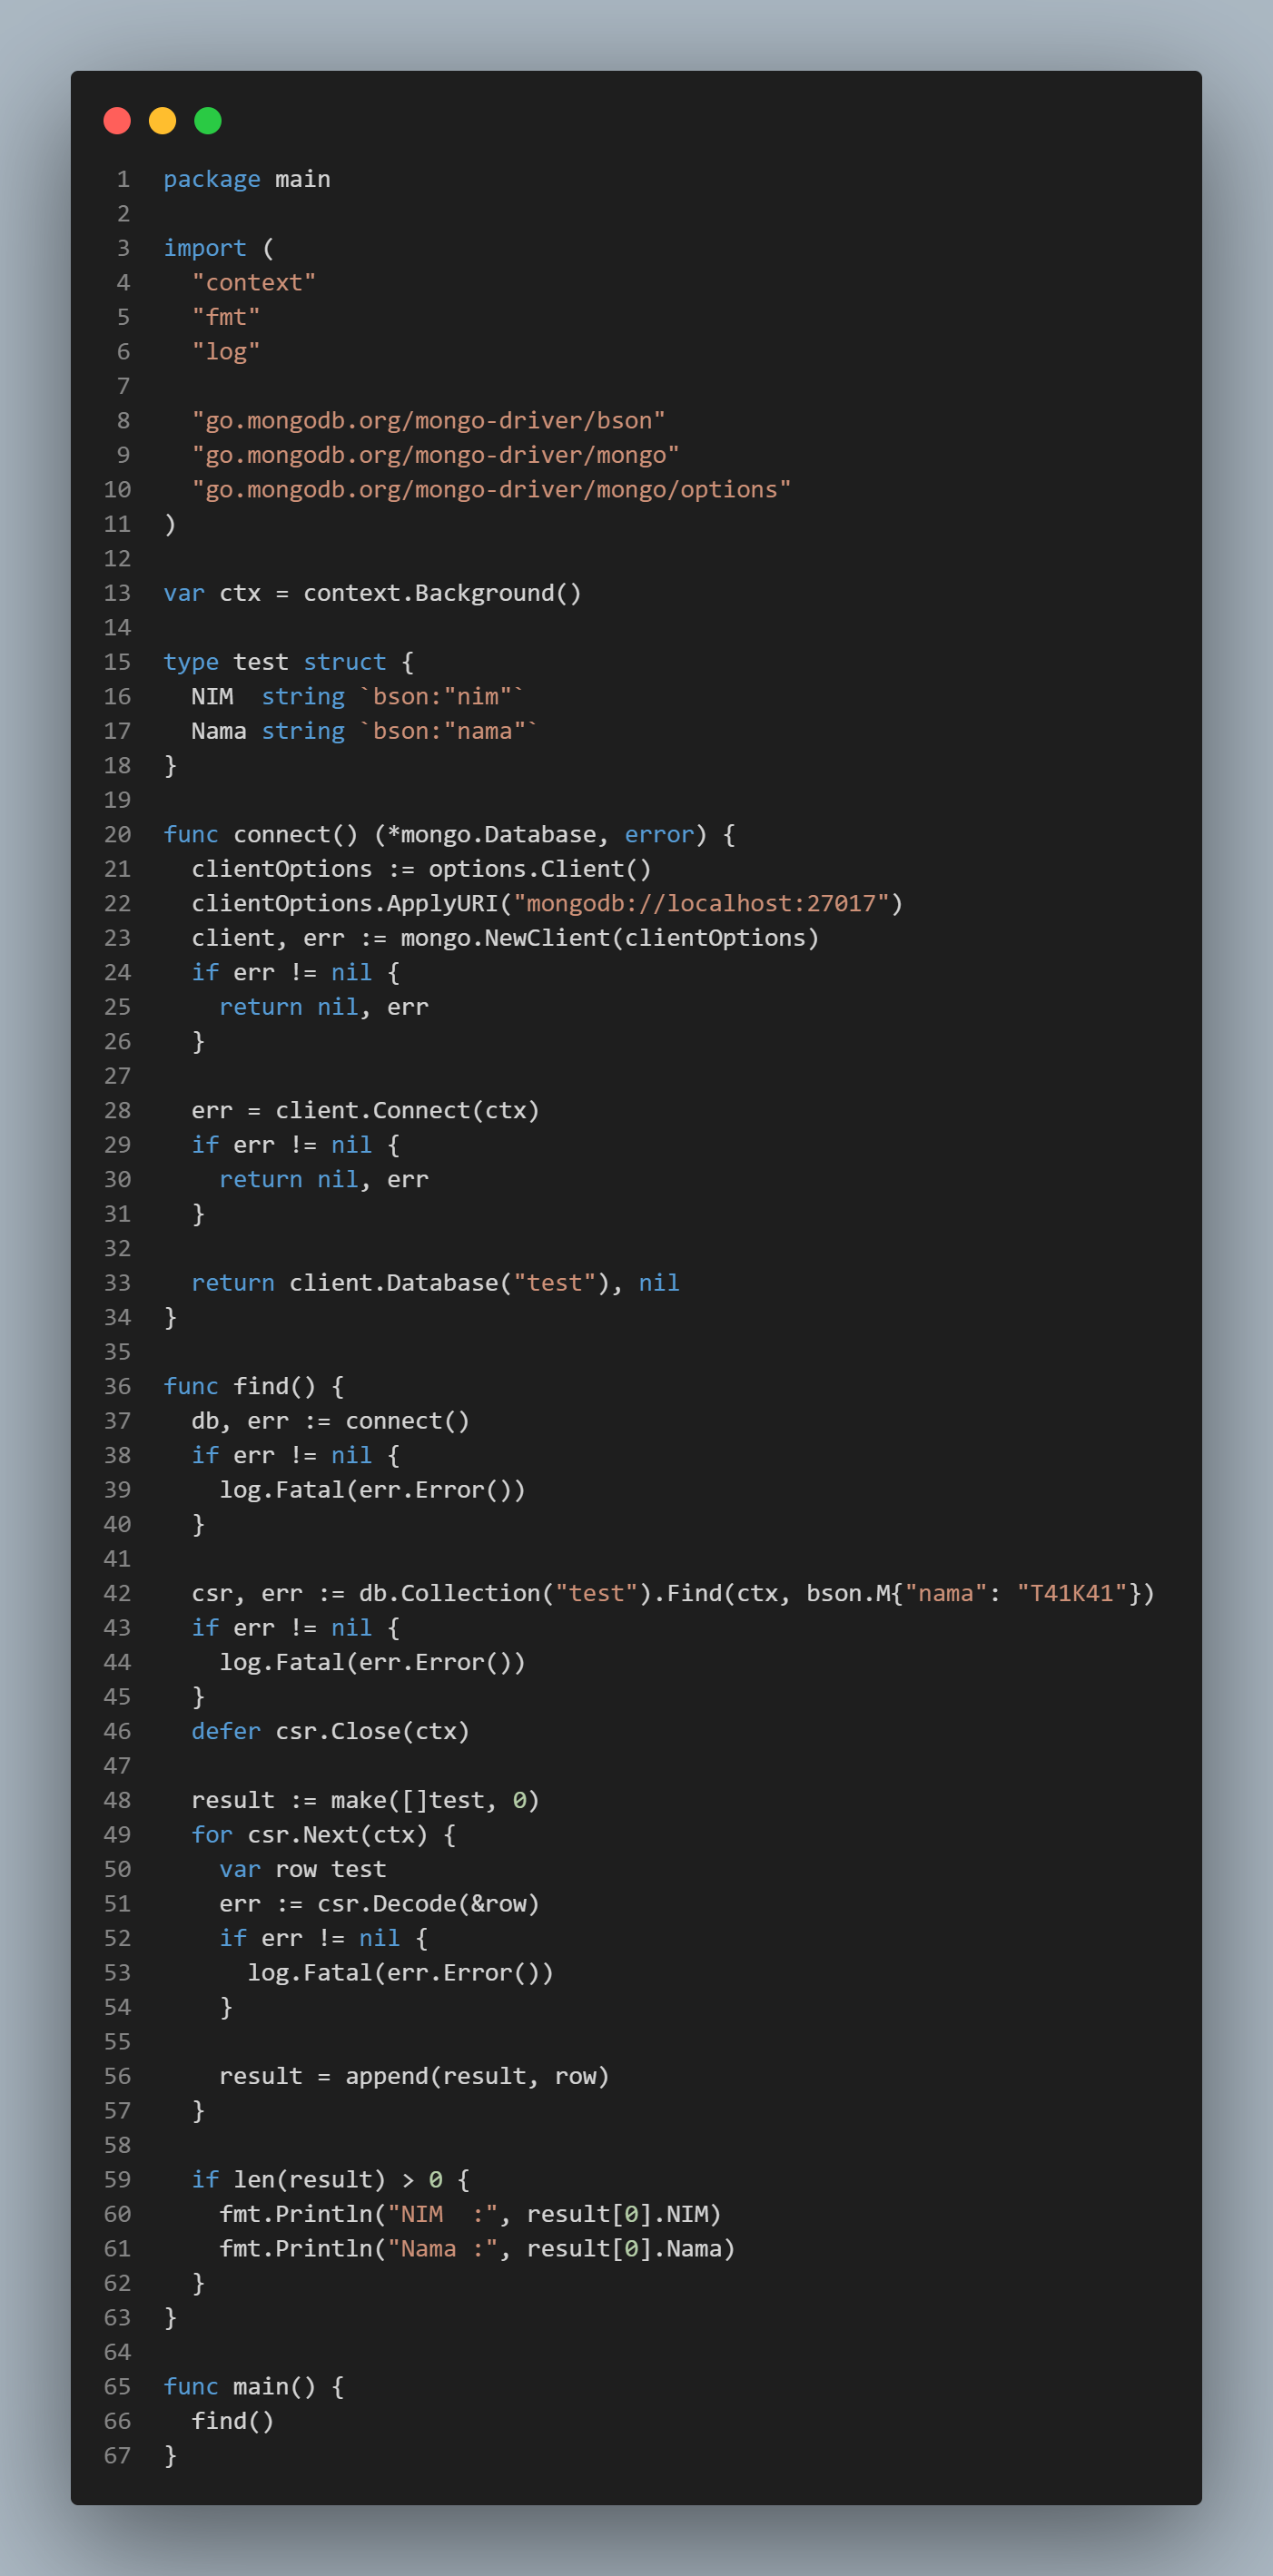 1 package main
2
3 import (
4   "context"
5   "fmt"
6   "log"
7
8   "go.mongodb.org/mongo-driver/bson"
9   "go.mongodb.org/mongo-driver/mongo"
10   "go.mongodb.org/mongo-driver/mongo/options"
11 )
12
13 var ctx = context.Background()
14
15 type test struct {
16   NIM  string `bson:"nim"`
17   Nama string `bson:"nama"`
18 }
19
20 func connect() (*mongo.Database, error) {
21   clientOptions := options.Client()
22   clientOptions.ApplyURI("mongodb://localhost:27017")
23   client, err := mongo.NewClient(clientOptions)
24   if err != nil {
25     return nil, err
26   }
27
28   err = client.Connect(ctx)
29   if err != nil {
30     return nil, err
31   }
32
33   return client.Database("test"), nil
34 }
35
36 func find() {
37   db, err := connect()
38   if err != nil {
39     log.Fatal(err.Error())
40   }
41
42   csr, err := db.Collection("test").Find(ctx, bson.M{"nama": "T41K41"})
43   if err != nil {
44     log.Fatal(err.Error())
45   }
46   defer csr.Close(ctx)
47
48   result := make([]test, 0)
49   for csr.Next(ctx) {
50     var row test
51     err := csr.Decode(&row)
52     if err != nil {
53       log.Fatal(err.Error())
54     }
55
56     result = append(result, row)
57   }
58
59   if len(result) > 0 {
60     fmt.Println("NIM  :", result[0].NIM)
61     fmt.Println("Nama :", result[0].Nama)
62   }
63 }
64
65 func main() {
66   find()
67 }